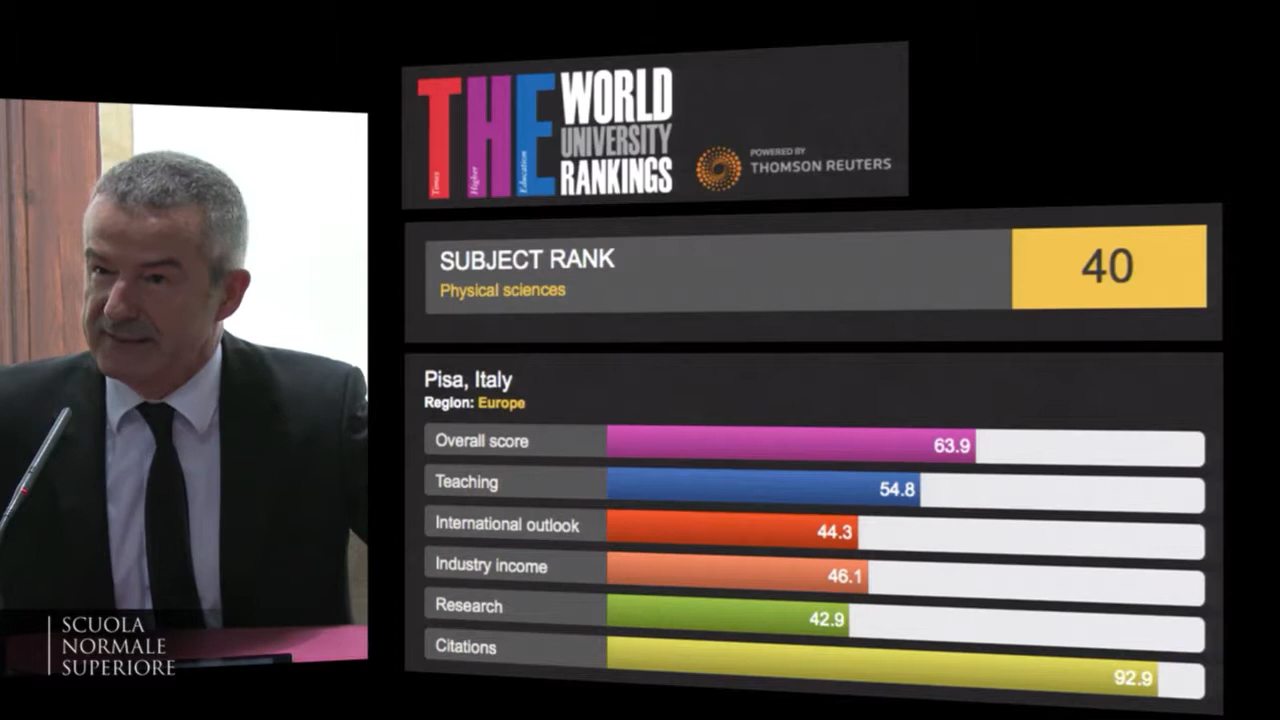 THE
Times
Higher
Education
WORLD
UNIVERSITY
RANKINGS
POWERED BY
THOMSON REUTERS
SUBJECT RANK
Physical sciences
40
Pisa, Italy
Region: Europe
Overall score 63.9
Teaching 54.8
International outlook 44.3
Industry income 46.1
Research 42.9
Citations 92.9
SCUOLA
NORMALE
SUPERIORE